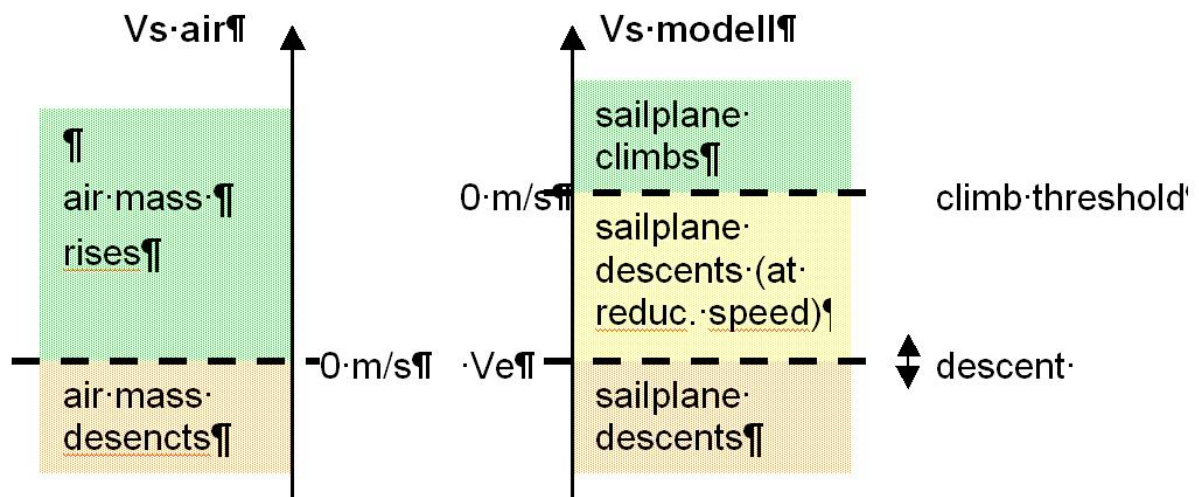 Vs·air¶
¶
air·mass·¶
rises¶
0·m/s¶
air·mass·
desencts¶
Vs·modell¶
sailplane·
climbs¶
0·m/s¶
climb·threshold¶
sailplane·
descents·(at·
reduc.·speed)¶
·Ve¶
descent·
sailplane·
descents¶